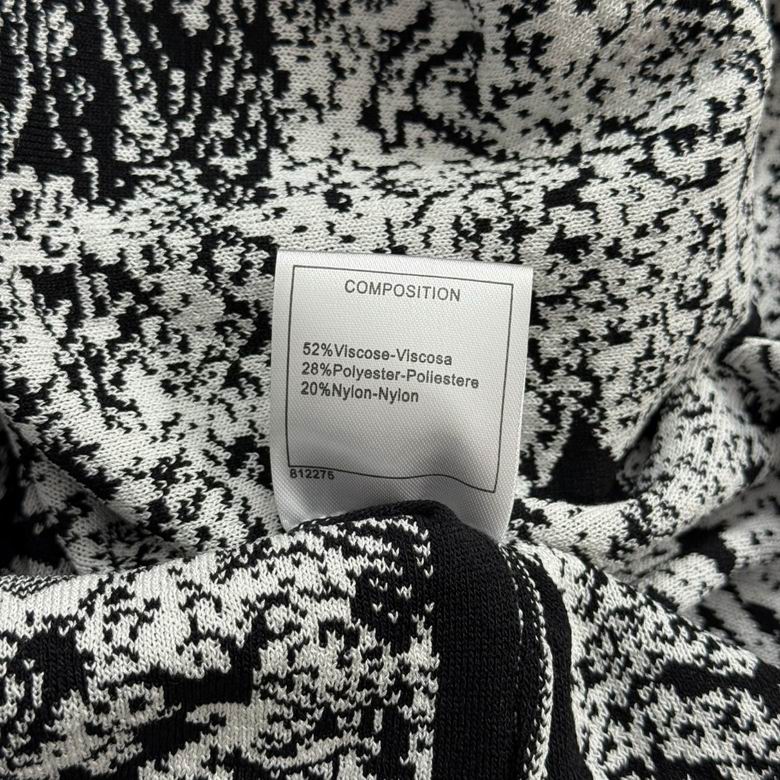 COMPOSITION
52%Viscose-Viscosa
28%Polyester-Poliestere
20%Nylon-Nylon
812275